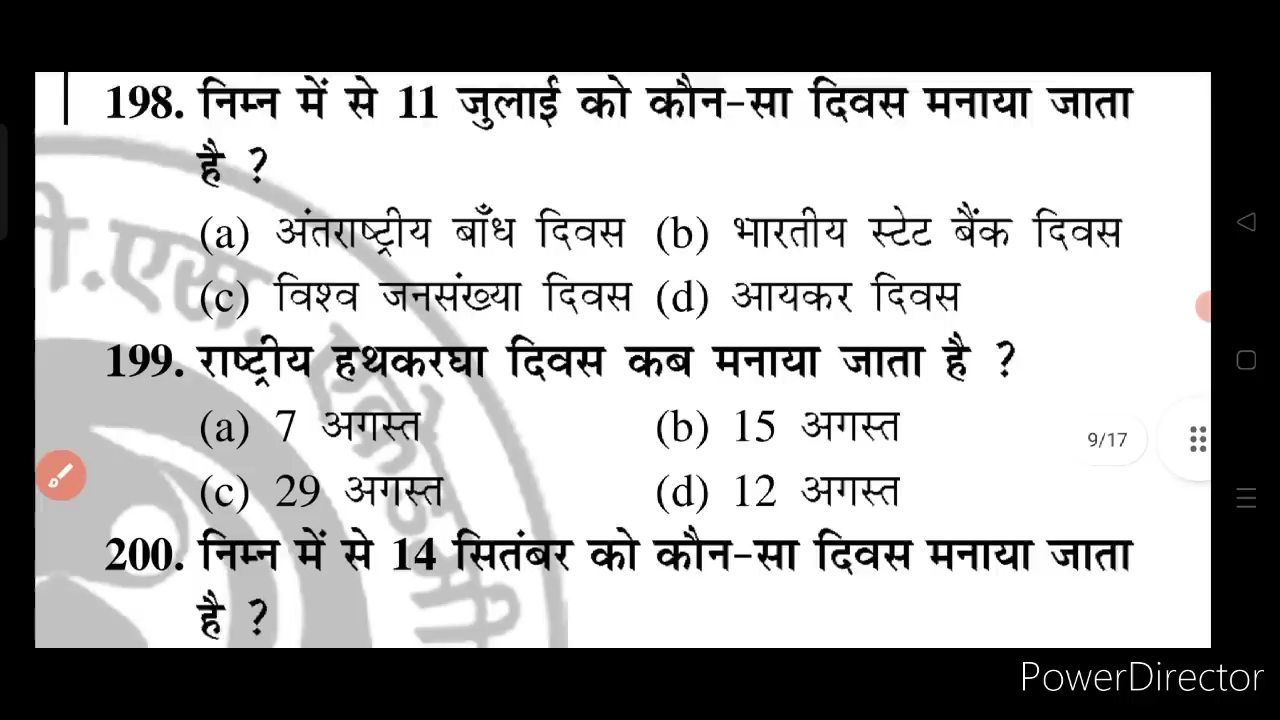 198. निम्न में से 11 जुलाई को कौन-सा दिवस मनाया जाता
है ?
(a) अंतराष्ट्रीय बाँध दिवस (b) भारतीय स्टेट बैंक दिवस
(c) विश्व जनसंख्या दिवस (d) आयकर दिवस
199. राष्ट्रीय हथकरघा दिवस कब मनाया जाता है ?
(a) 7 अगस्त (b) 15 अगस्त
9/17
(c) 29 अगस्त (d) 12 अगस्त
200. निम्न में से 14 सितंबर को कौन-सा दिवस मनाया जाता
है ?
PowerDirector